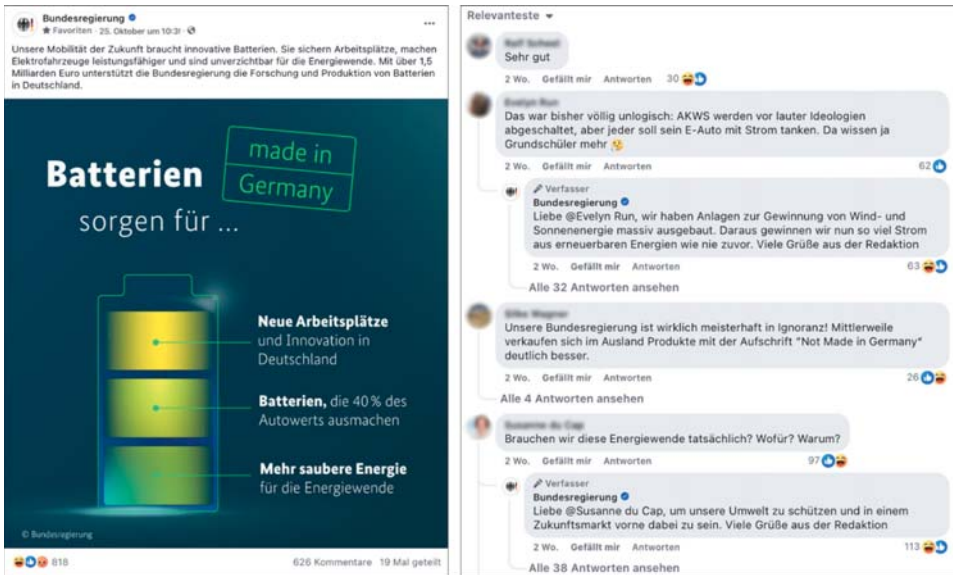 Bundesregierung
Favoriten · 25. Oktober um 10:31 ·
Unsere Mobilität der Zukunft braucht innovative Batterien. Sie sichern Arbeitsplätze, machen
Elektrofahrzeuge leistungsfähiger und sind unverzichtbar für die Energiewende. Mit über 1,5
Milliarden Euro unterstützt die Bundesregierung die Forschung und Produktion von Batterien
in Deutschland.
made in
Germany
Batterien
sorgen für ...
Neue Arbeitsplätze
und Innovation in
Deutschland
Batterien, die 40 % des
Autowerts ausmachen
Mehr saubere Energie
für die Energiewende
© Bundesregierung
818
626 Kommentare 19 Mal geteilt
Relevanteste
Sehr gut
2 Wo. Gefällt mir Antworten 30
Evelyn Run
Das war bisher völlig unlogisch: AKWS werden vor lauter Ideologien
abgeschaltet, aber jeder soll sein E-Auto mit Strom tanken. Da wissen ja
Grundschüler mehr
2 Wo. Gefällt mir Antworten 62
Verfasser
Bundesregierung
Liebe @Evelyn Run, wir haben Anlagen zur Gewinnung von Wind- und
Sonnenenergie massiv ausgebaut. Daraus gewinnen wir nun so viel Strom
aus erneuerbaren Energien wie nie zuvor. Viele Grüße aus der Redaktion
2 Wo. Gefällt mir Antworten 63
Alle 32 Antworten ansehen
Unsere Bundesregierung ist wirklich meisterhaft in Ignoranz! Mittlerweile
verkaufen sich im Ausland Produkte mit der Aufschrift "Not Made in Germany"
deutlich besser.
2 Wo. Gefällt mir Antworten 26
Alle 4 Antworten ansehen
Susanne du Cap
Brauchen wir diese Energiewende tatsächlich? Wofür? Warum?
2 Wo. Gefällt mir Antworten 97
Verfasser
Bundesregierung
Liebe @Susanne du Cap, um unsere Umwelt zu schützen und in einem
Zukunftsmarkt vorne dabei zu sein. Viele Grüße aus der Redaktion
2 Wo. Gefällt mir Antworten 113
Alle 38 Antworten ansehen